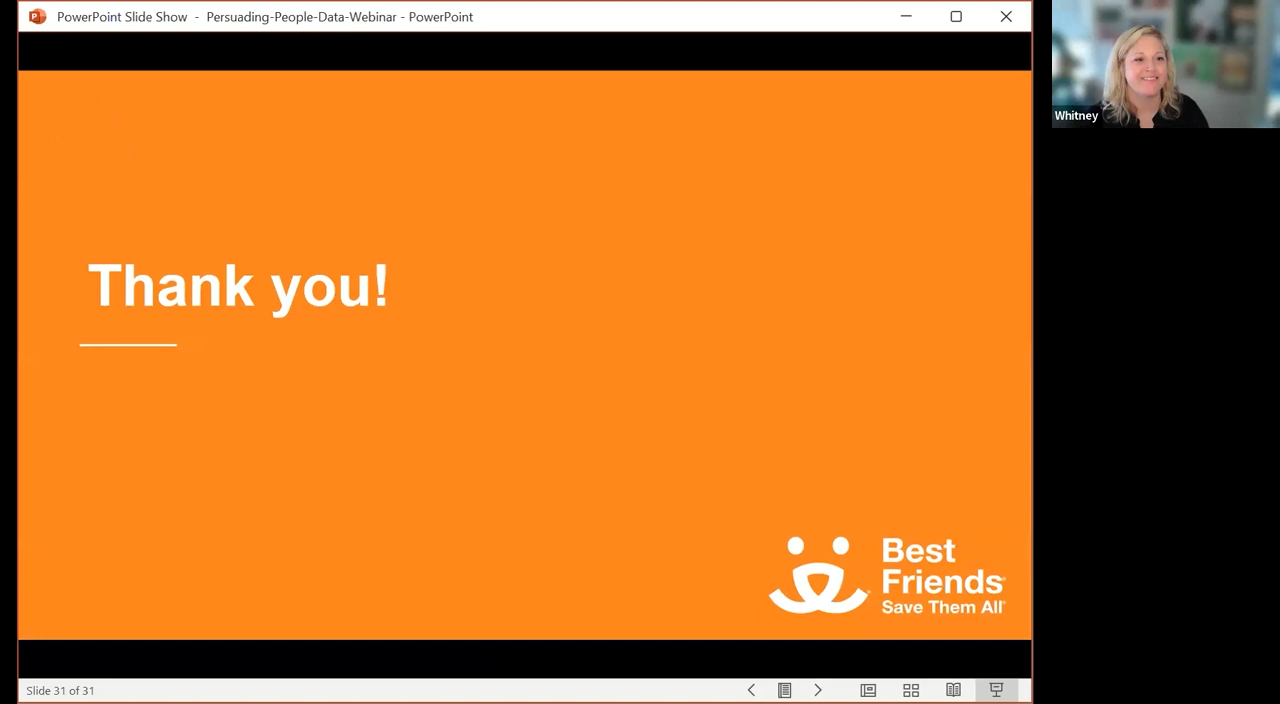 PowerPoint Slide Show - Persuading-People-Data-Webinar - PowerPoint
Whitney
Thank you!
Best
Friends
Save Them All
Slide 31 of 31